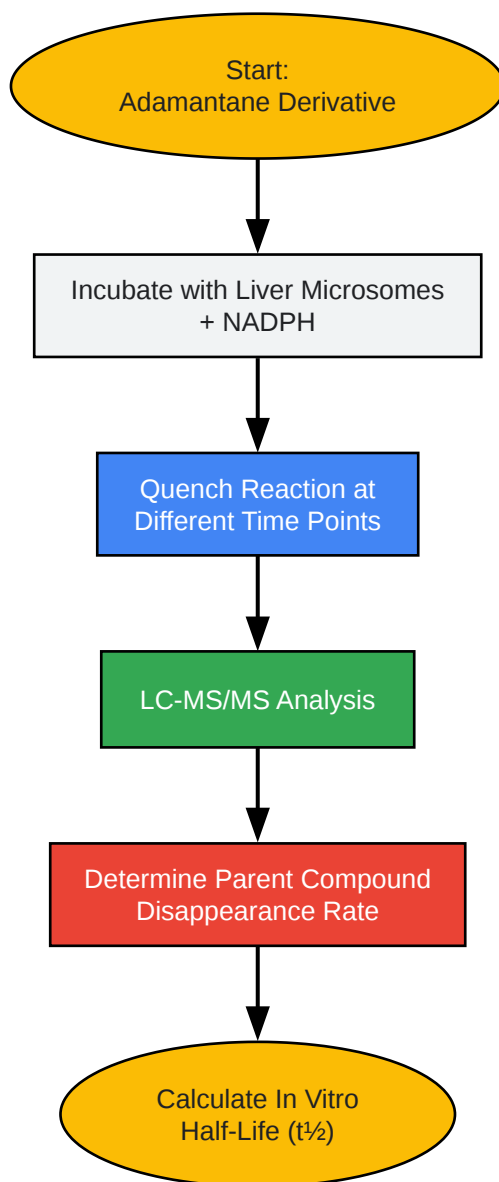 Start:
Adamantane Derivative
Incubate with Liver Microsomes
+ NADPH
Quench Reaction at
Different Time Points
LC-MS/MS Analysis
Determine Parent Compound
Disappearance Rate
Calculate In Vitro
Half-Life (t½)